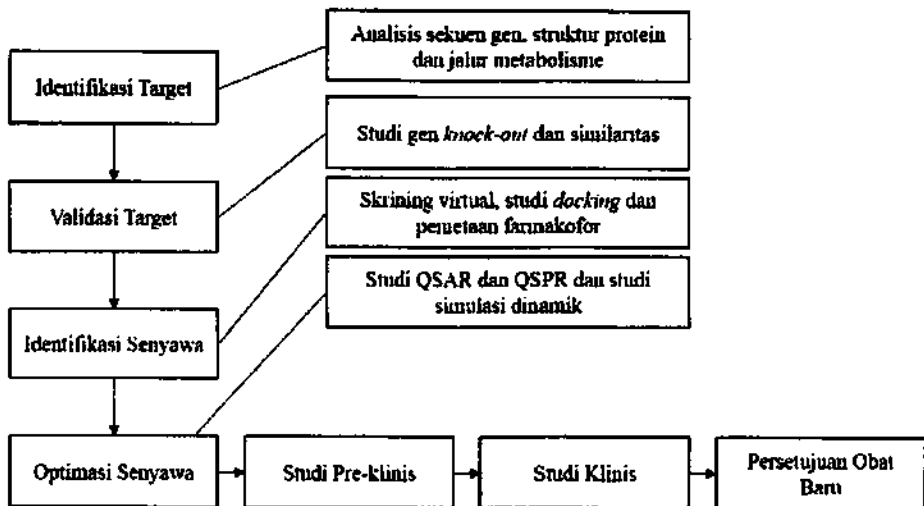 Analisis sekuen gen. struktur protein
dan jalur metabolisme
Identifikasi Target
Studi gen knock-out dan similaritas
Validasi Target
Skrining virtual, studi docking dan
pemetaan farmakofor
Studi QSAR dan QSPR dan studi
simulasi dinamik
Identifikasi Senyawa
Optimasi Senyawa
Studi Pre-klinis
Studi Klinis
Persetujuan Obat
Baru